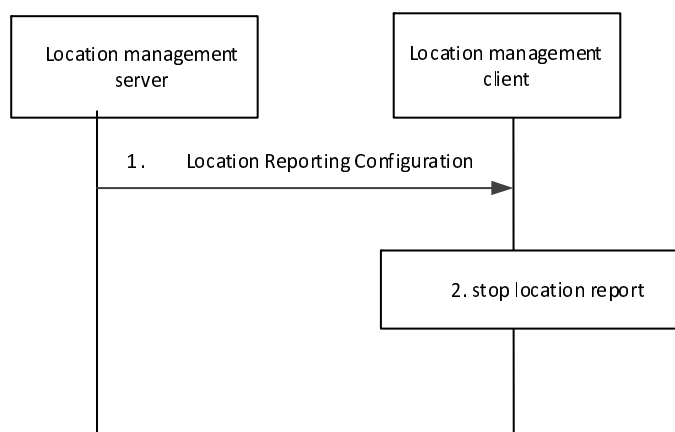 Location management
server
Location management
client
1. Location Reporting Configuration
2. stop location report